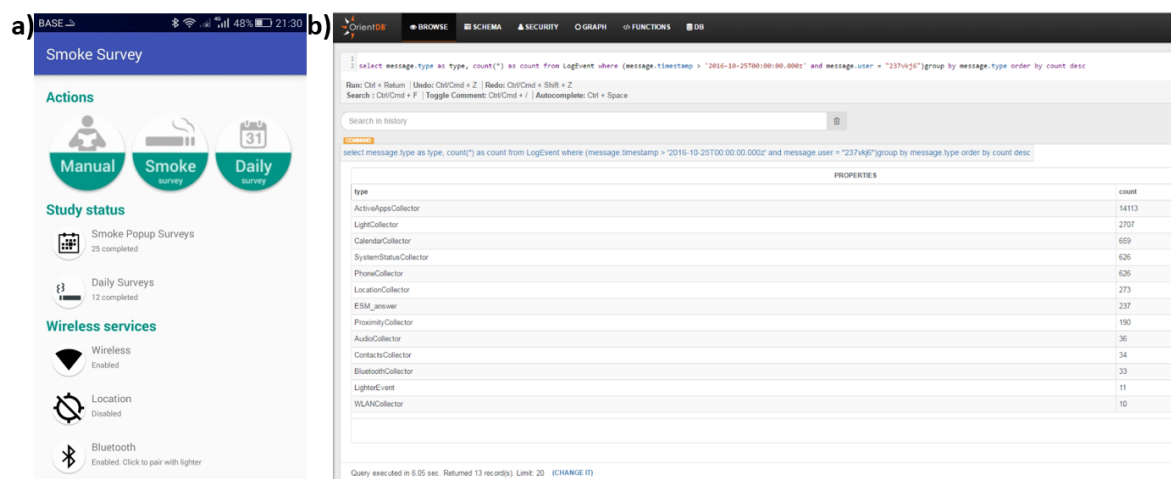 a)
BASE 48% 21:30
Smoke Survey
Actions
Manual
Smoke
survey
31
Daily
survey
Study status
Smoke Popup Surveys
25 completed
Daily Surveys
12 completed
Wireless services
Wireless
Enabled
Location
Disabled
Bluetooth
Enabled. Click to pair with lighter
b)
OrientDB BROWSE SCHEMA SECURITY GRAPH FUNCTIONS DB
1
2 select message.type as type, count(*) as count from LogEvent where (message.timestamp > '2016-10-25T00:00:00.000z' and message.user = "237vkj6")group by message.type order by count desc
Run: Ctrl + Return | Undo: Ctrl/Cmd + Z | Redo: Ctrl/Cmd + Shift + Z
Search : Ctrl/Cmd + F | Toggle Comment: Ctrl/Cmd + / | Autocomplete: Ctrl + Space
Search in history
COMMAND
select message.type as type, count(*) as count from LogEvent where (message.timestamp > '2016-10-25T00:00:00.000z' and message.user = "237vkj6")group by message.type order by count desc
PROPERTIES
type count
ActiveAppsCollector 14113
LightCollector 2707
CalendarCollector 659
SystemStatusCollector 626
PhoneCollector 626
LocationCollector 273
ESM_answer 237
ProximityCollector 190
AudioCollector 36
ContactsCollector 34
BluetoothCollector 33
LighterEvent 11
WLANCollector 10
Query executed in 8.05 sec. Returned 13 record(s). Limit: 20 (CHANGE IT)